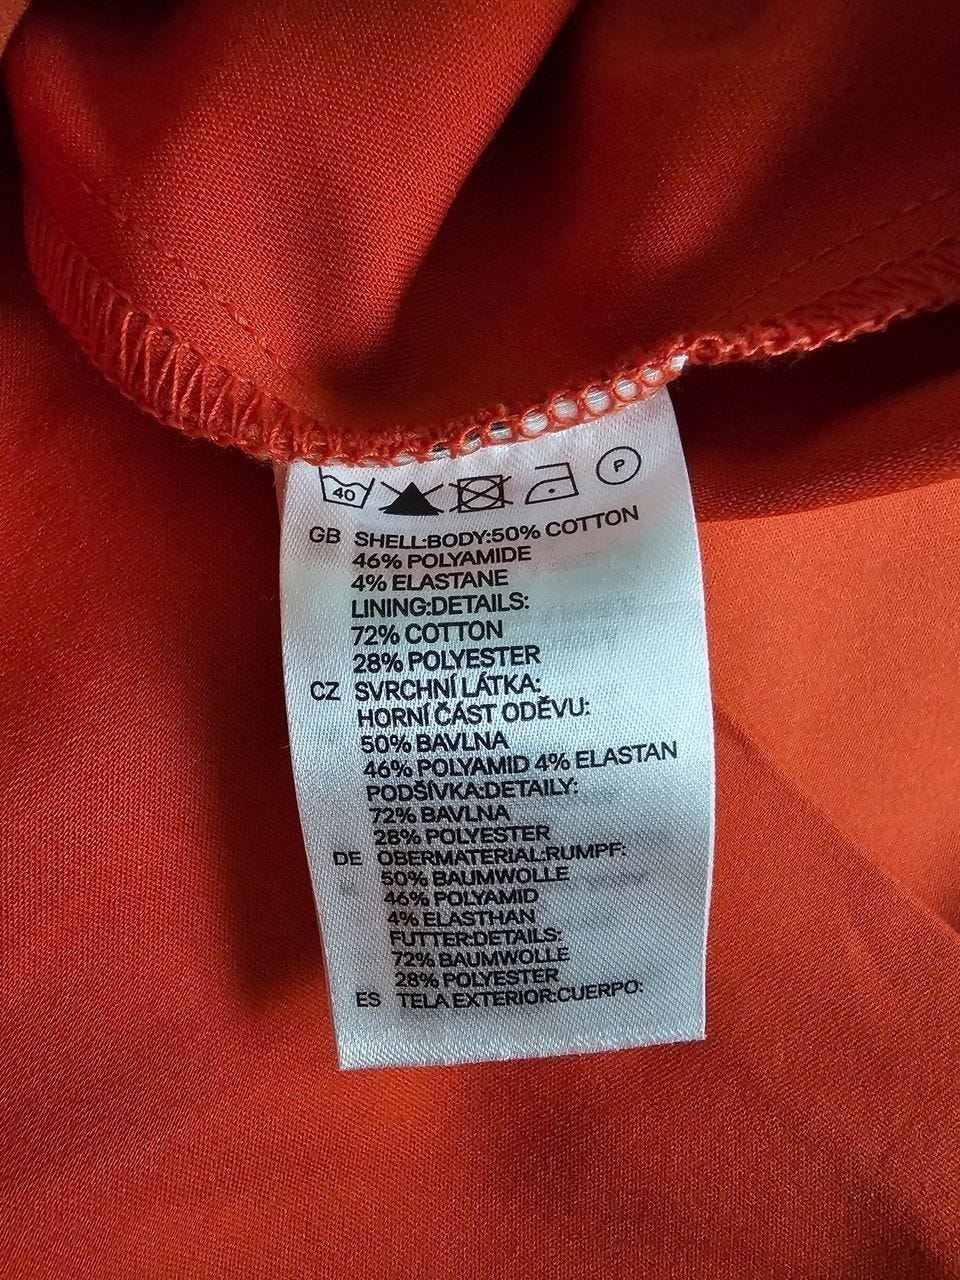 40 P
GB SHELL:BODY:50% COTTON
46% POLYAMIDE
4% ELASTANE
LINING:DETAILS:
72% COTTON
28% POLYESTER
CZ SVRCHNÍ LÁTKA:
HORNÍ ČÁST ODĚVU:
50% BAVLNA
46% POLYAMID 4% ELASTAN
PODŠÍVKA:DETAILY:
72% BAVLNA
28% POLYESTER
DE OBERMATERIAL:RUMPF:
50% BAUMWOLLE
46% POLYAMID
4% ELASTHAN
FUTTER:DETAILS:
72% BAUMWOLLE
28% POLYESTER
ES TELA EXTERIOR:CUERPO: